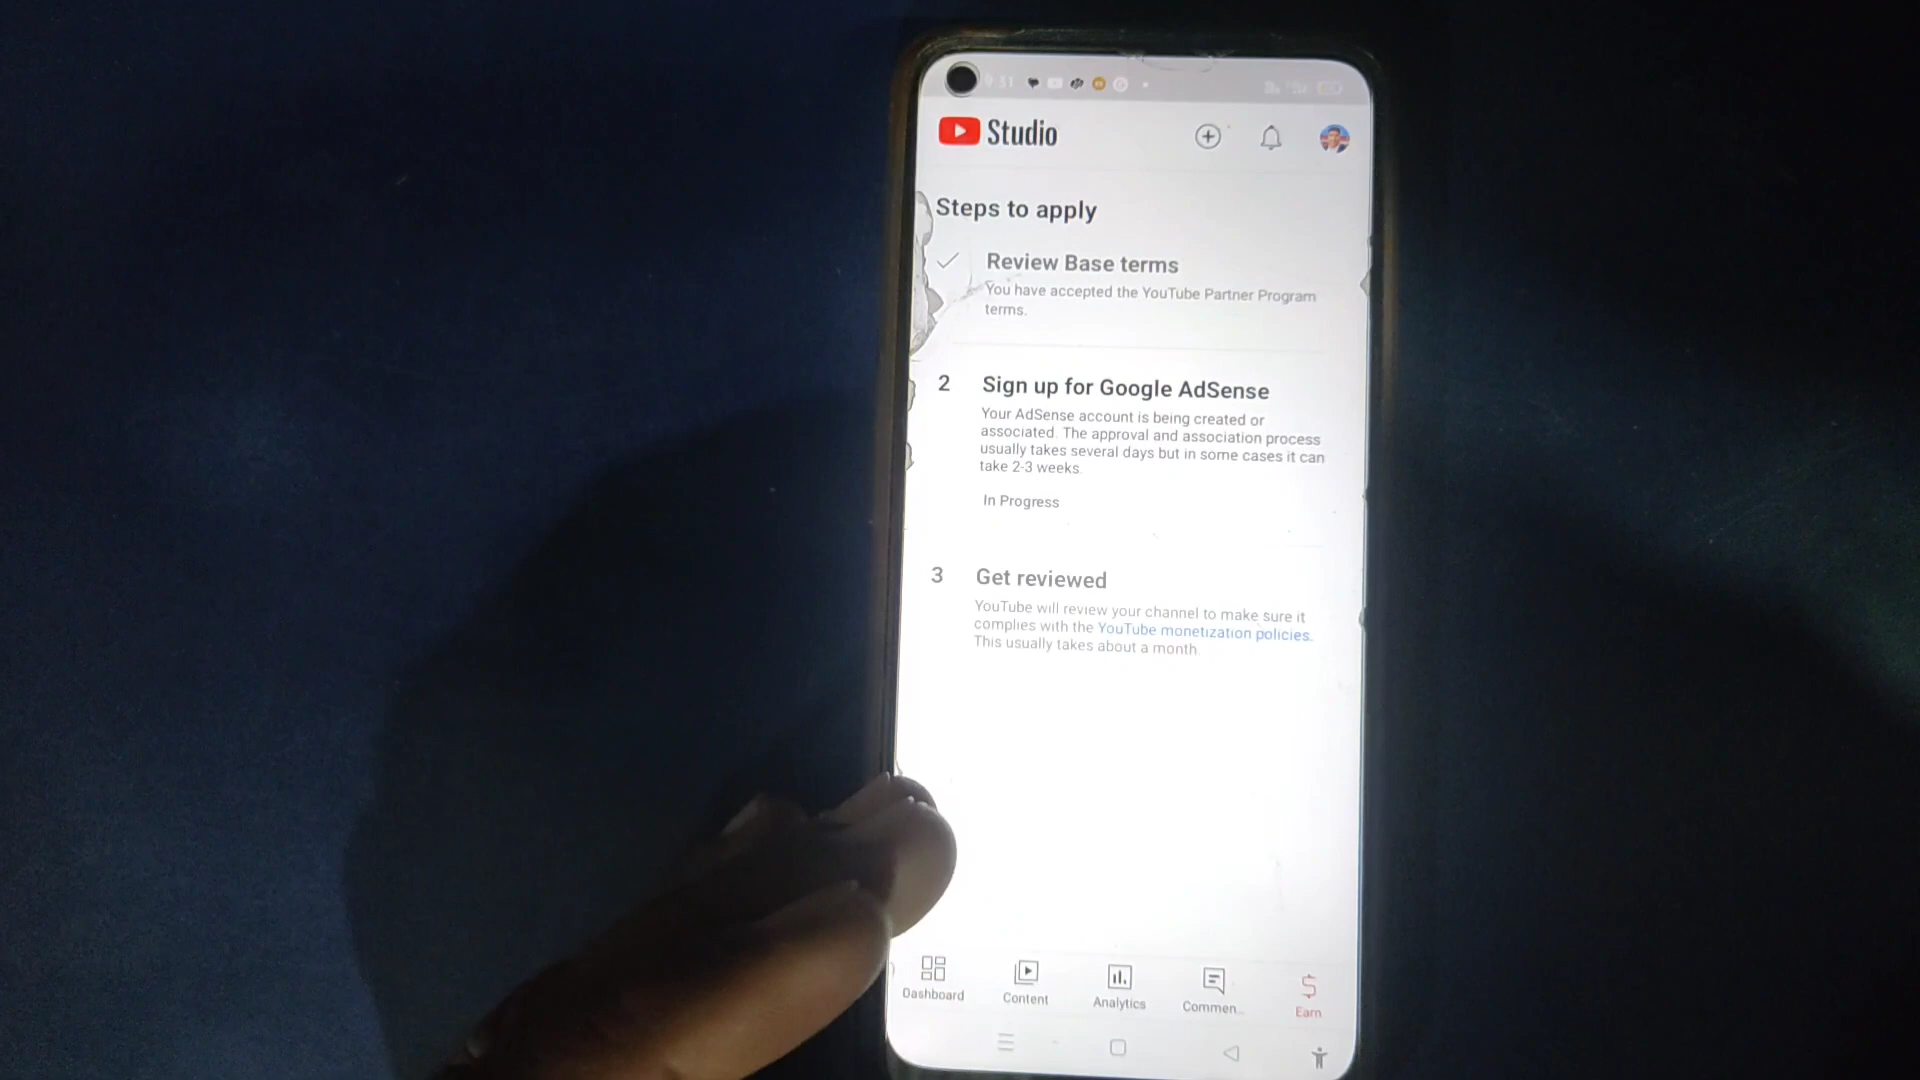 9:31
Studio
Steps to apply
Review Base terms
You have accepted the YouTube Partner Program
terms.
2 Sign up for Google AdSense
Your AdSense account is being created or
associated. The approval and association process
usually takes several days but in some cases it can
take 2-3 weeks.
In Progress
3 Get reviewed
YouTube will review your channel to make sure it
complies with the YouTube monetization policies.
This usually takes about a month.
Dashboard Content Analytics Commen... Earn